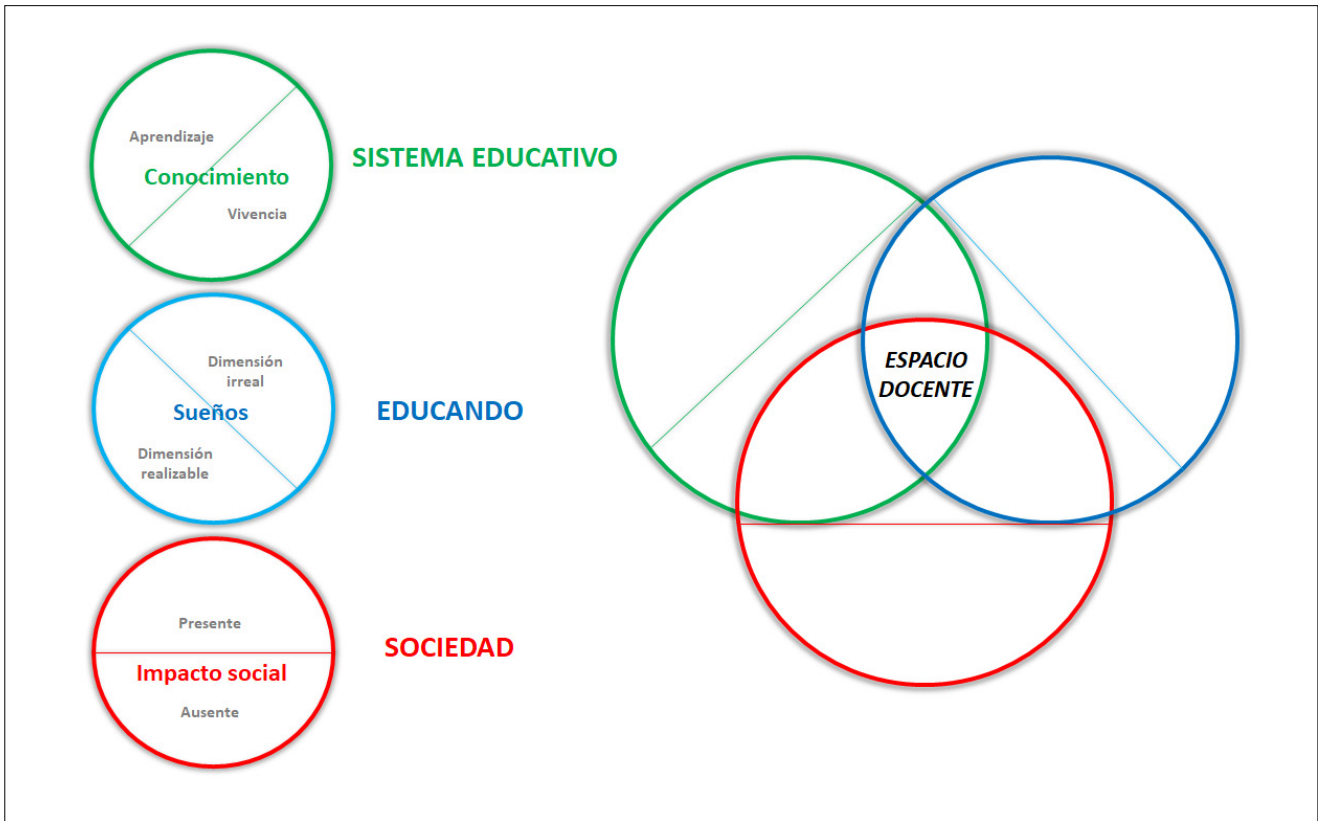 Aprendizaje
Conocimiento
Vivencia
SISTEMA EDUCATIVO
Dimensión
irreal
Sueños
Dimensión
realizable
EDUCANDO
Presente
Impacto social
Ausente
SOCIEDAD
ESPACIO
DOCENTE